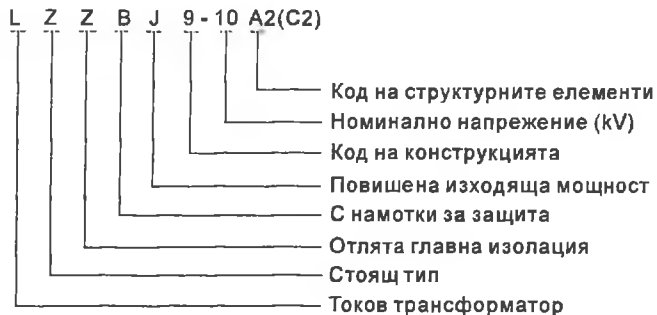 L Z Z B J 9 - 10 A2(C2)
Код на структурните елементи
Номинално напрежение (kV)
Код на конструкцията
Повишена изходяща мощност
С намотки за защита
Отлята главна изолация
Стоящ тип
Токов трансформатор